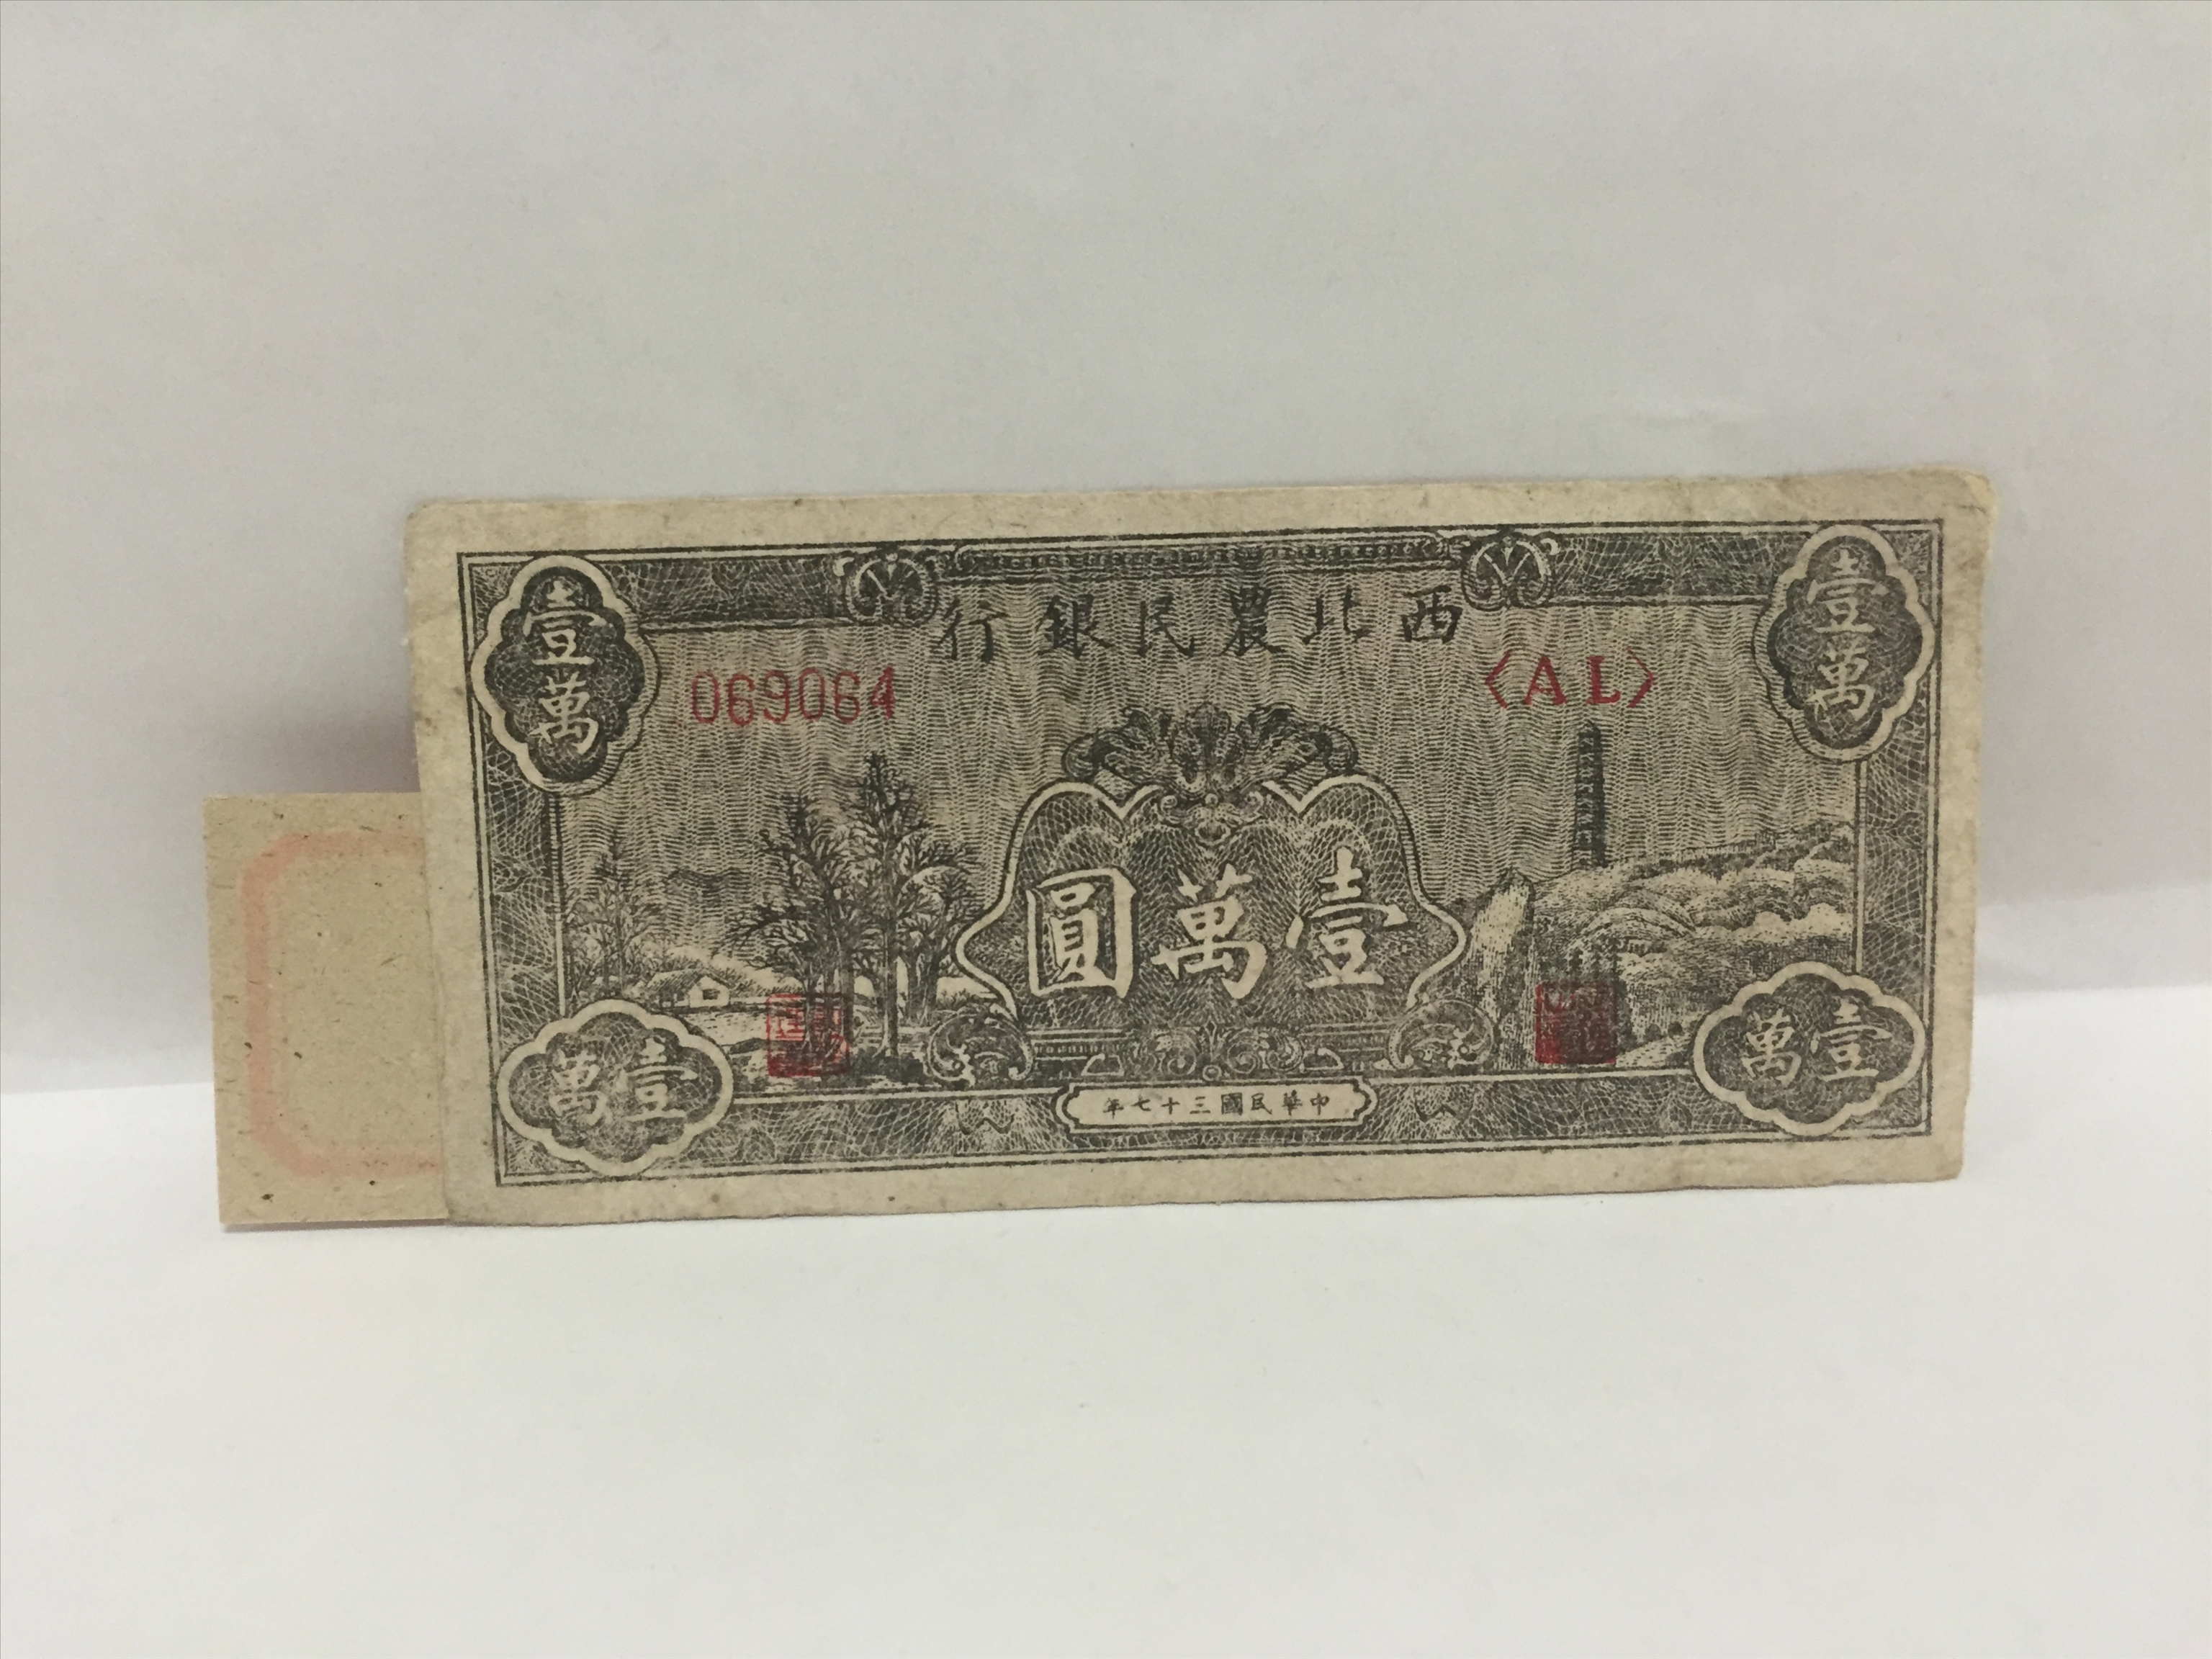 西北農民銀行
壹萬
壹萬
069064
〈AL〉
壹萬圓
壹萬
壹萬
中華民國三十七年